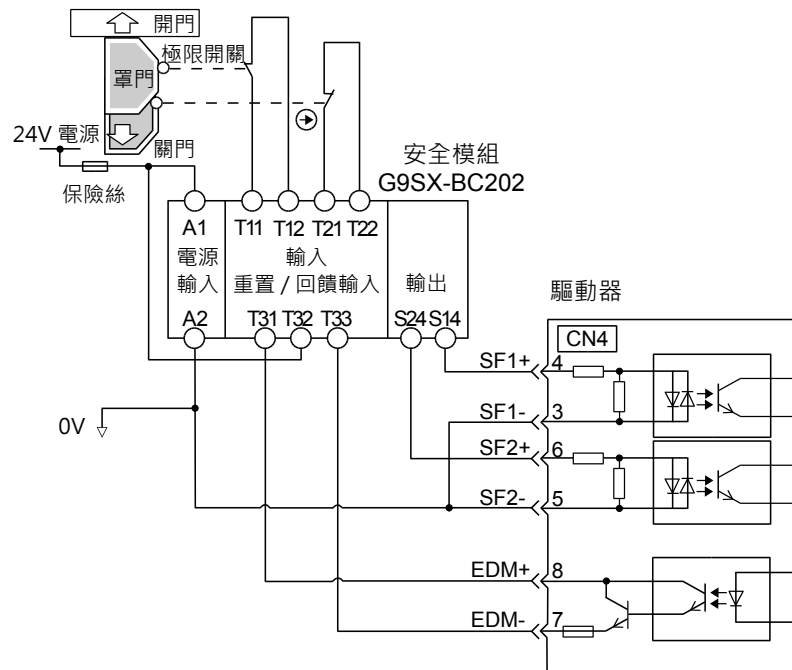 開門
極限開關
罩門
24V 電源
關門
保險絲
安全模組
G9SX-BC202
A1
T11
T12
T21
T22
電源
輸入
輸入
重置 / 回饋輸入
輸出
A2
T31
T32
T33
S24
S14
驅動器
CN4
SF1+
4
SF1-
3
0V
SF2+
6
SF2-
5
EDM+
8
EDM-
7